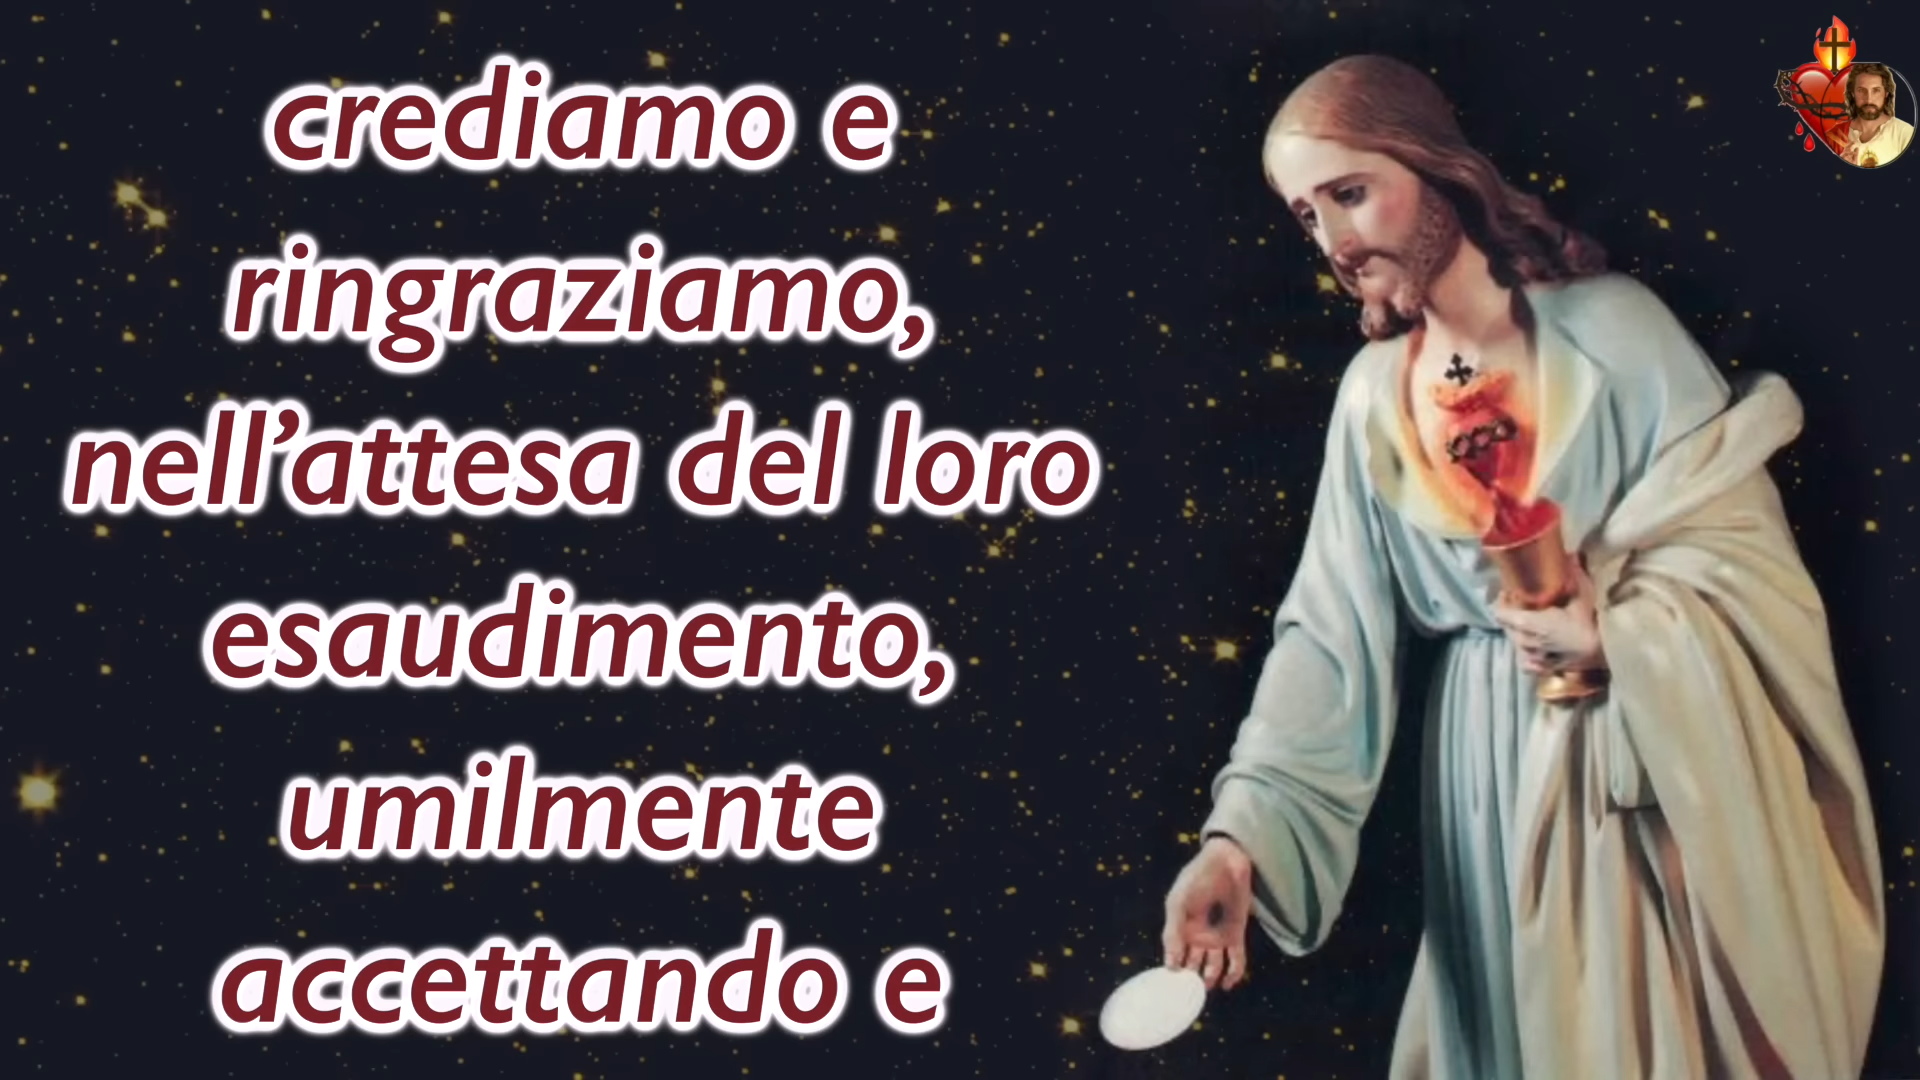 crediamo e
ringraziamo,
nell’attesa del loro
esaudimento,
umilmente
accettando e